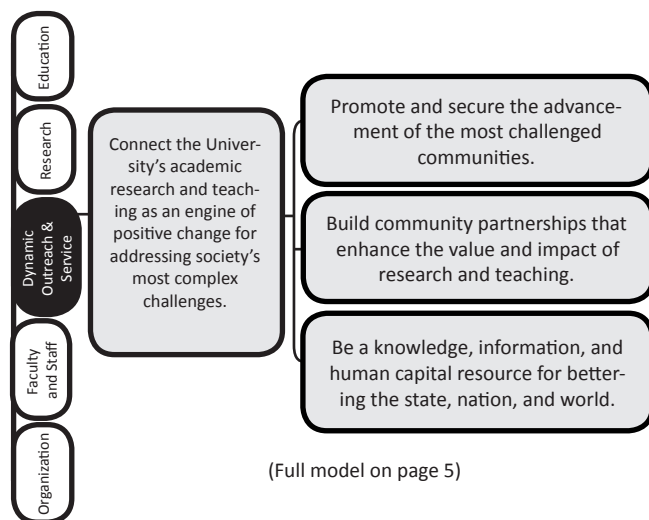 Education
Research
Dynamic
Outreach &
Service
Faculty
and Staff
Organization
Connect the Univer-
sity’s academic
research and teach-
ing as an engine of
positive change for
addressing society’s
most complex
challenges.
Promote and secure the advance-
ment of the most challenged
communities.
Build community partnerships that
enhance the value and impact of
research and teaching.
Be a knowledge, information, and
human capital resource for better-
ing the state, nation, and world.
(Full model on page 5)